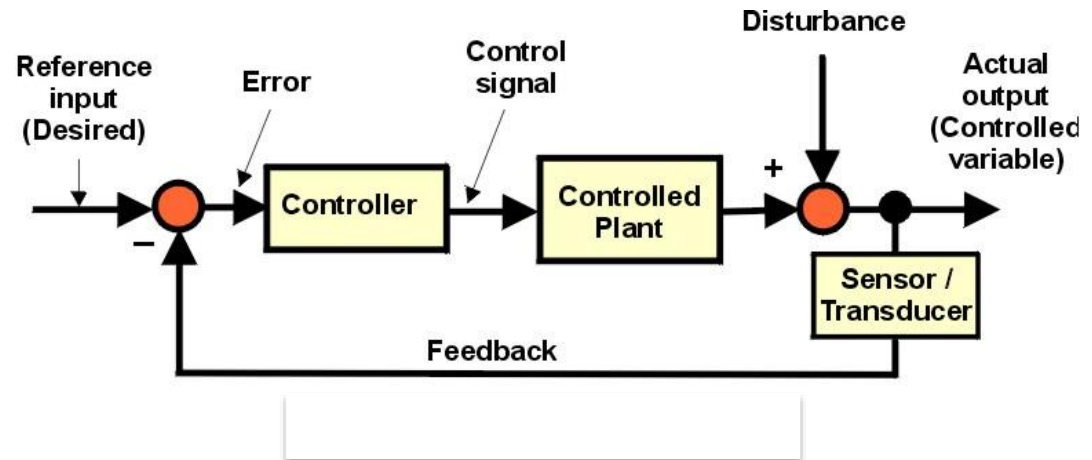 Disturbance
Reference
input
(Desired)
Error
Control
signal
Actual
output
(Controlled
variable)
Controller
Controlled
Plant
+
−
Sensor /
Transducer
Feedback